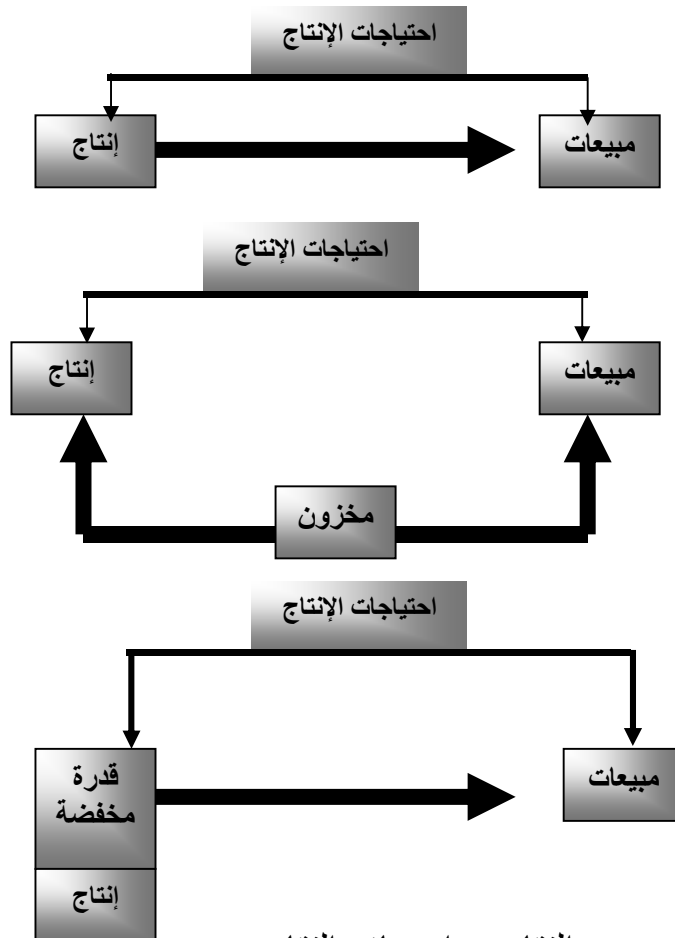 احتياجات الإنتاج
إنتاج
مبيعات
احتياجات الإنتاج
إنتاج
مبيعات
مخزون
احتياجات الإنتاج
قدرة
مخفضة
مبيعات
إنتاج